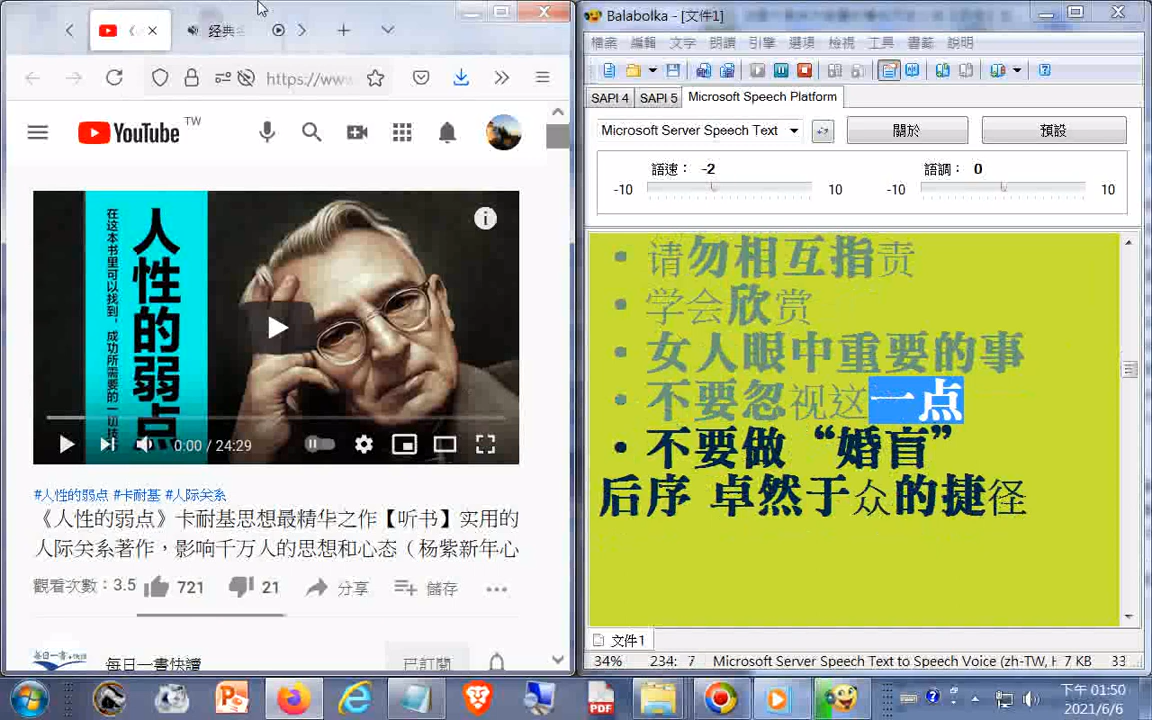 经典
https://www
YouTube TW
人性的弱点
在这本书里可以找到，成功所需要的一切技
0:00 / 24:29
#人性的弱点 #卡耐基 #人际关系
《人性的弱点》卡耐基思想最精华之作【听书】实用的
人际关系著作，影响千万人的思想和心态（杨紫新年心
觀看次數：3.5 721 21 分享 儲存
每日一書快讀
每日一書快讀 已訂閱
Balabolka - [文件1]
檔案 編輯 文字 朗讀 引擎 選項 檢視 工具 書籤 說明
SAPI 4 SAPI 5 Microsoft Speech Platform
Microsoft Server Speech Text 關於 預設
語速： -2 語調： 0
-10 10 -10 10
• 请勿相互指责
• 学会欣赏
• 女人眼中重要的事
• 不要忽视这一点
• 不要做“婚盲”
后序 卓然于众的捷径
文件1
34% 234: 7 Microsoft Server Speech Text to Speech Voice (zh-TW, H 7 KB 33
PDF
下午 01:50
2021/6/6